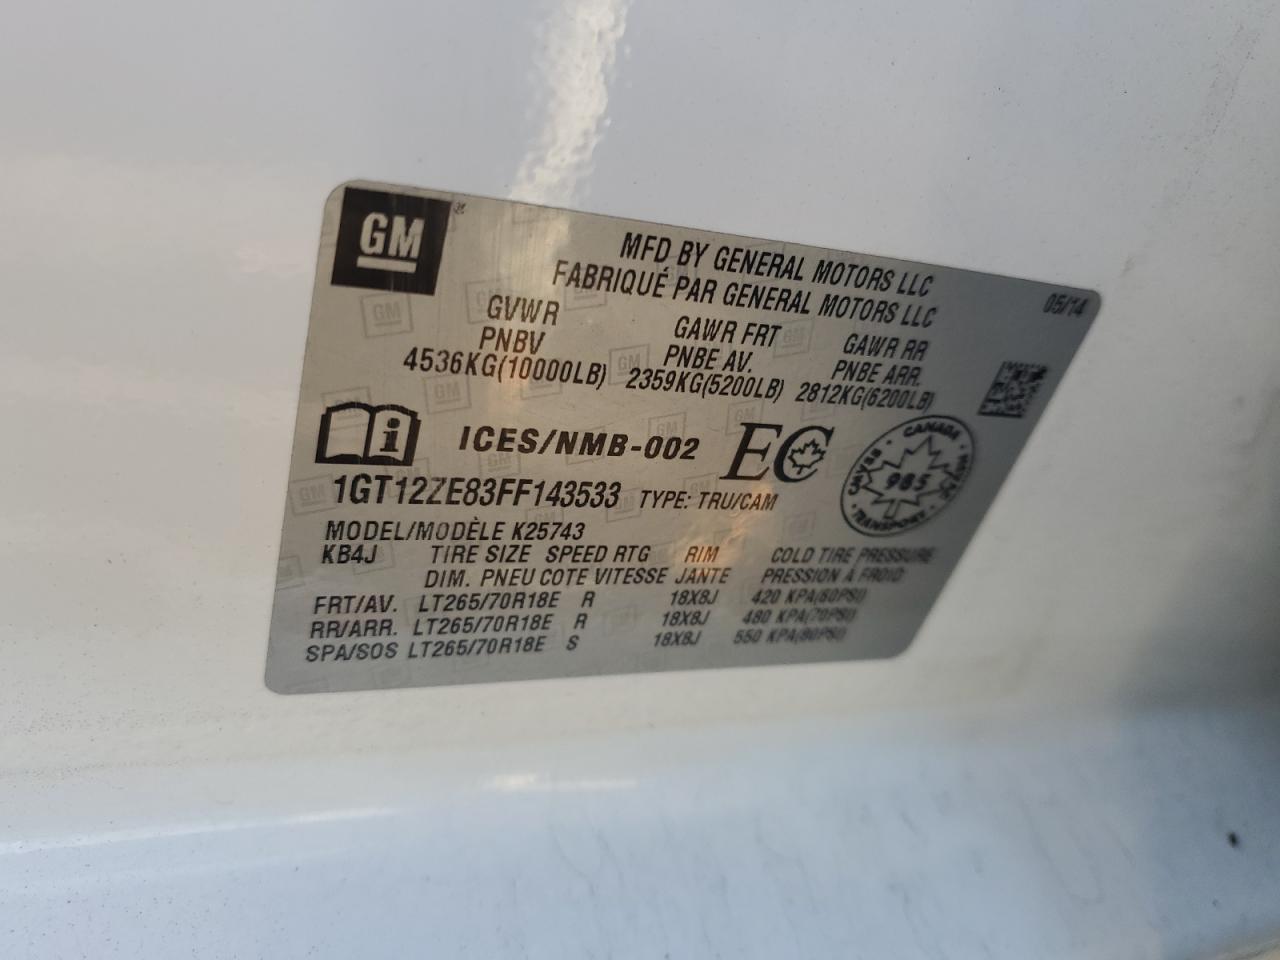 GM
MFD BY GENERAL MOTORS LLC
FABRIQUÉ PAR GENERAL MOTORS LLC
05/14
GVWR GAWR FRT GAWR RR
PNBV PNBE AV. PNBE ARR.
4536KG(10000LB) 2359KG(5200LB) 2812KG(6200LB)
i ICES/NMB-002 EC
CANADA
CMVSS NSVAC
985
TRANSPORT
1GT12ZE83FF143533 TYPE: TRU/CAM
MODEL/MODÈLE K25743
KB4J TIRE SIZE SPEED RTG RIM COLD TIRE PRESSURE
DIM. PNEU COTE VITESSE JANTE PRESSION À FROID
FRT/AV. LT265/70R18E R 18X8J 420 KPA(60PSI)
RR/ARR. LT265/70R18E R 18X8J 480 KPA(70PSI)
SPA/SOS LT265/70R18E S 18X8J 550 KPA(80PSI)